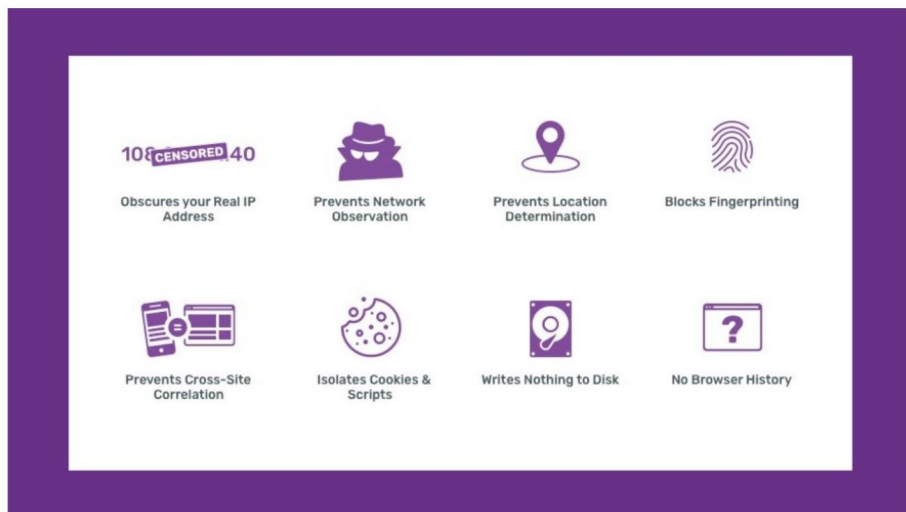 108 CENSORED .40
Obscures your Real IP
Address
Prevents Network
Observation
Prevents Location
Determination
Blocks Fingerprinting
Prevents Cross-Site
Correlation
Isolates Cookies &
Scripts
Writes Nothing to Disk
No Browser History